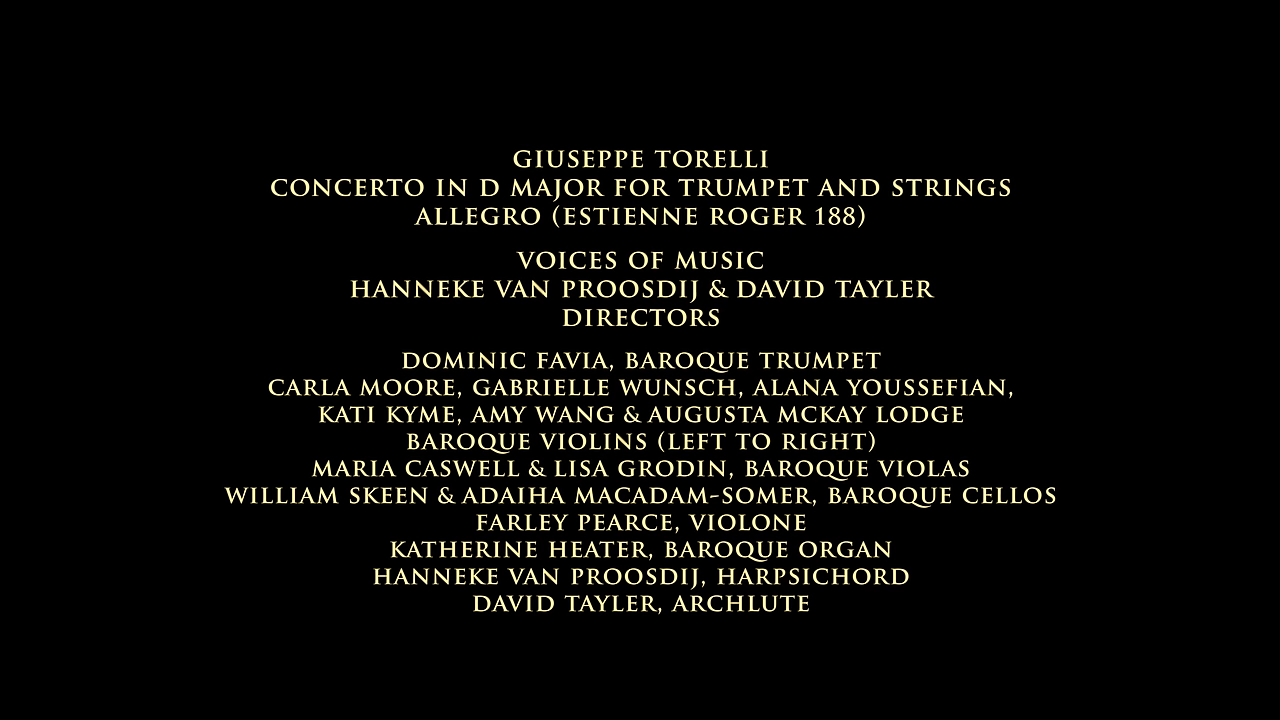 GIUSEPPE TORELLI
CONCERTO IN D MAJOR FOR TRUMPET AND STRINGS
ALLEGRO (ESTIENNE ROGER 188)
VOICES OF MUSIC
HANNEKE VAN PROOSDIJ & DAVID TAYLER
DIRECTORS
DOMINIC FAVIA, BAROQUE TRUMPET
CARLA MOORE, GABRIELLE WUNSCH, ALANA YOUSSEFIAN,
KATI KYME, AMY WANG & AUGUSTA MCKAY LODGE
BAROQUE VIOLINS (LEFT TO RIGHT)
MARIA CASWELL & LISA GRODIN, BAROQUE VIOLAS
WILLIAM SKEEN & ADAIHA MACADAM-SOMER, BAROQUE CELLOS
FARLEY PEARCE, VIOLONE
KATHERINE HEATER, BAROQUE ORGAN
HANNEKE VAN PROOSDIJ, HARPSICHORD
DAVID TAYLER, ARCHLUTE